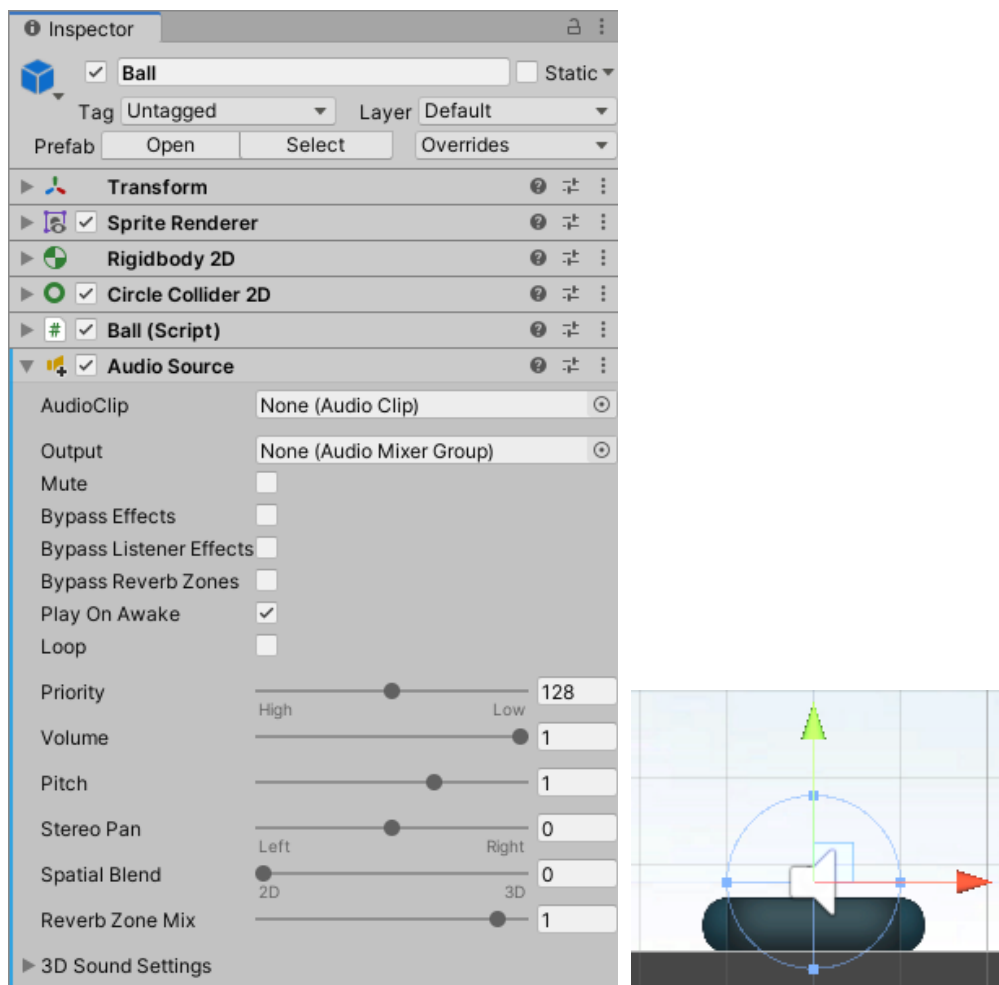 Inspector
Ball Static
Tag Untagged Layer Default
Prefab Open Select Overrides
Transform
Sprite Renderer
Rigidbody 2D
Circle Collider 2D
# Ball (Script)
Audio Source
AudioClip None (Audio Clip)
Output None (Audio Mixer Group)
Mute
Bypass Effects
Bypass Listener Effects
Bypass Reverb Zones
Play On Awake
Loop
Priority 128
High Low
Volume 1
Pitch 1
Stereo Pan 0
Left Right
Spatial Blend 0
2D 3D
Reverb Zone Mix 1
3D Sound Settings